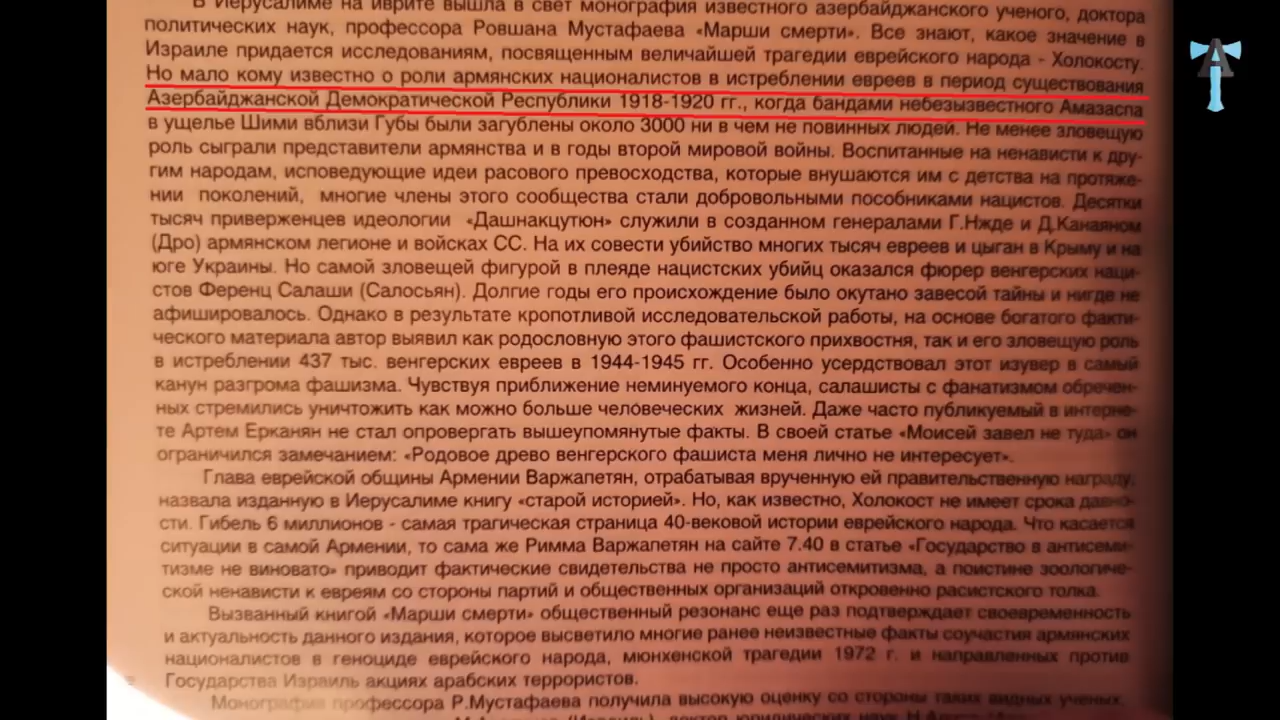 В Иерусалиме на иврите вышла в свет монография известного азербайджанского ученого, доктора
политических наук, профессора Ровшана Мустафаева «Марши смерти». Все знают, какое значение в
Израиле придается исследованиям, посвященным величайшей трагедии еврейского народа - Холокосту.
Но мало кому известно о роли армянских националистов в истреблении евреев в период существования
Азербайджанской Демократической Республики 1918-1920 гг., когда бандами небезызвестного Амазаспа
в ущелье Шими вблизи Губы были загублены около 3000 ни в чем не повинных людей. Не менее зловещую
роль сыграли представители армянства и в годы второй мировой войны. Воспитанные на ненависти к дру-
гим народам, исповедующие идеи расового превосходства, которые внушаются им с детства на протяже-
нии поколений, многие члены этого сообщества стали добровольными пособниками нацистов. Десятки
тысяч приверженцев идеологии «Дашнакцутюн» служили в созданном генералами Г.Нжде и Д.Канаяном
(Дро) армянском легионе и войсках СС. На их совести убийство многих тысяч евреев и цыган в Крыму и на
юге Украины. Но самой зловещей фигурой в плеяде нацистских убийц оказался фюрер венгерских наци-
стов Ференц Салаши (Салосьян). Долгие годы его происхождение было окутано завесой тайны и нигде не
афишировалось. Однако в результате кропотливой исследовательской работы, на основе богатого факти-
ческого материала автор выявил как родословную этого фашистского прихвостня, так и его зловещую роль
в истреблении 437 тыс. венгерских евреев в 1944-1945 гг. Особенно усердствовал этот изувер в самый
канун разгрома фашизма. Чувствуя приближение неминуемого конца, салашисты с фанатизмом обречен-
ных стремились уничтожить как можно больше человеческих жизней. Даже часто публикуемый в интерне-
те Артем Ерканян не стал опровергать вышеупомянутые факты. В своей статье «Моисей завел не туда» он
ограничился замечанием: «Родовое древо венгерского фашиста меня лично не интересует».
Глава еврейской общины Армении Варжапетян, отрабатывая врученную ей правительственную награду,
назвала изданную в Иерусалиме книгу «старой историей». Но, как известно, Холокост не имеет срока давно-
сти. Гибель 6 миллионов - самая трагическая страница 40-вековой истории еврейского народа. Что касается
ситуации в самой Армении, то сама же Римма Варжапетян на сайте 7.40 в статье «Государство в антисеми-
тизме не виновато» приводит фактические свидетельства не просто антисемитизма, а поистине зоологиче-
ской ненависти к евреям со стороны партий и общественных организаций откровенно расистского толка.
Вызванный книгой «Марши смерти» общественный резонанс еще раз подтверждает своевременность
и актуальность данного издания, которое высветило многие ранее неизвестные факты соучастия армянских
националистов в геноциде еврейского народа, мюнхенской трагедии 1972 г. и направленных против
Государства Израиль акциях арабских террористов.
Монография профессора Р.Мустафаева получила высокую оценку со стороны таких видных ученых,